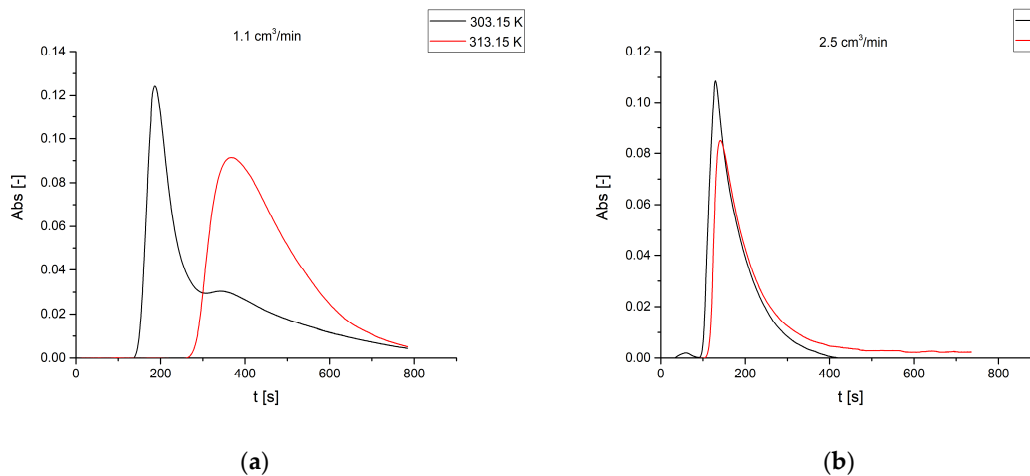 1.1 cm³/min
303.15 K
313.15 K
0.14
0.12
0.10
0.08
0.06
0.04
0.02
0.00
Abs [-]
0 200 400 600 800
t [s]
(a)
2.5 cm³/min
0.12
0.10
0.08
0.06
0.04
0.02
0.00
Abs [-]
0 200 400 600 800
t [s]
(b)